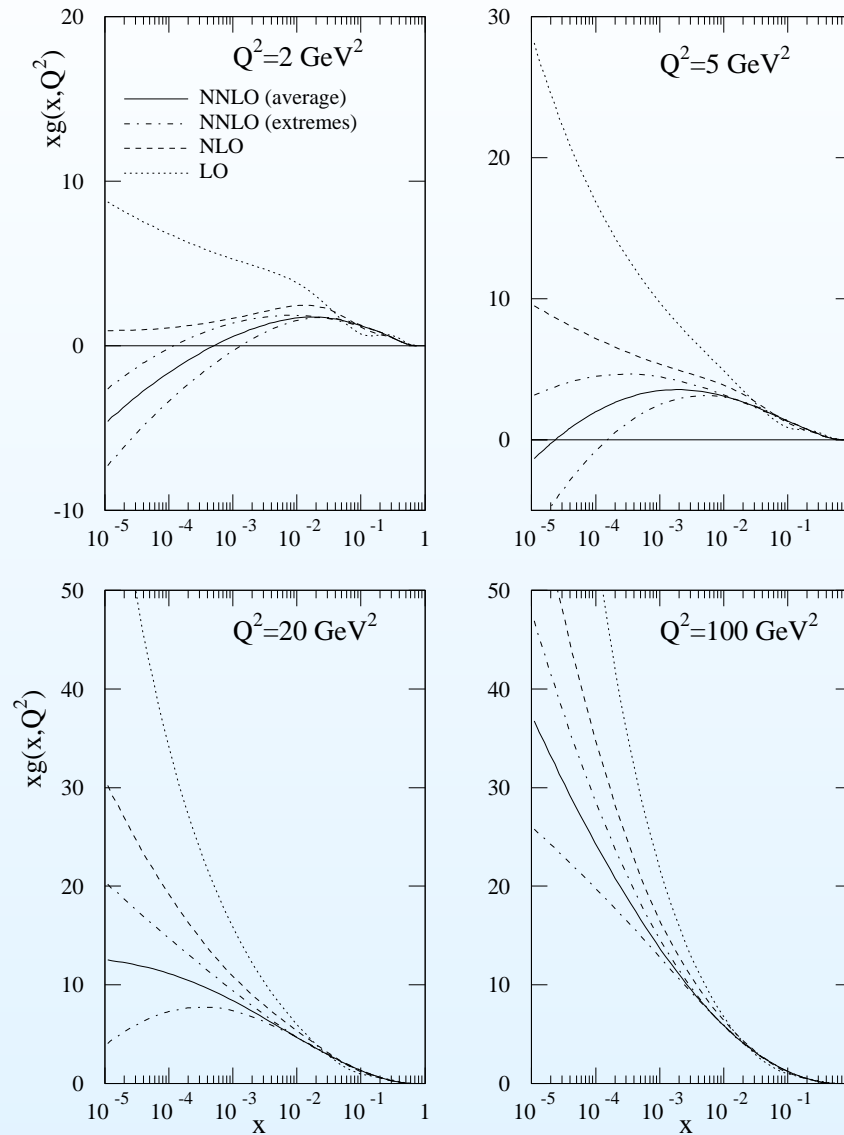 Q²=2 GeV²
xg(x,Q²)
NNLO (average)
NNLO (extremes)
NLO
LO
20
10
0
-10
10⁻⁵ 10⁻⁴ 10⁻³ 10⁻² 10⁻¹ 1
Q²=5 GeV²
30
20
10
0
10⁻⁵ 10⁻⁴ 10⁻³ 10⁻² 10⁻¹
Q²=20 GeV²
xg(x,Q²)
50
40
30
20
10
0
10⁻⁵ 10⁻⁴ 10⁻³ 10⁻² 10⁻¹ 1
x
Q²=100 GeV²
50
40
30
20
10
0
10⁻⁵ 10⁻⁴ 10⁻³ 10⁻² 10⁻¹
x